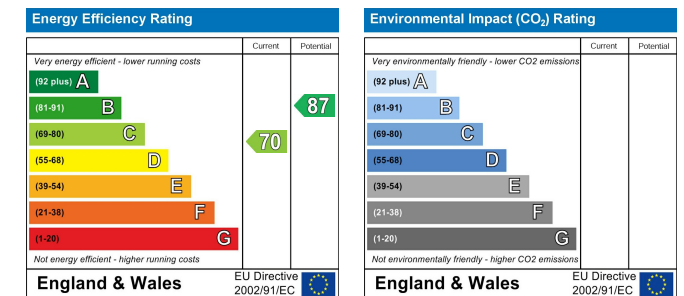 Energy Efficiency Rating
Current Potential
Very energy efficient - lower running costs
(92 plus) A
(81-91) B
87
(69-80) C
70
(55-68) D
(39-54) E
(21-38) F
(1-20) G
Not energy efficient - higher running costs
England & Wales
EU Directive
2002/91/EC
Environmental Impact (CO₂) Rating
Current Potential
Very environmentally friendly - lower CO2 emissions
(92 plus) A
(81-91) B
(69-80) C
(55-68) D
(39-54) E
(21-38) F
(1-20) G
Not environmentally friendly - higher CO2 emissions
England & Wales
EU Directive
2002/91/EC